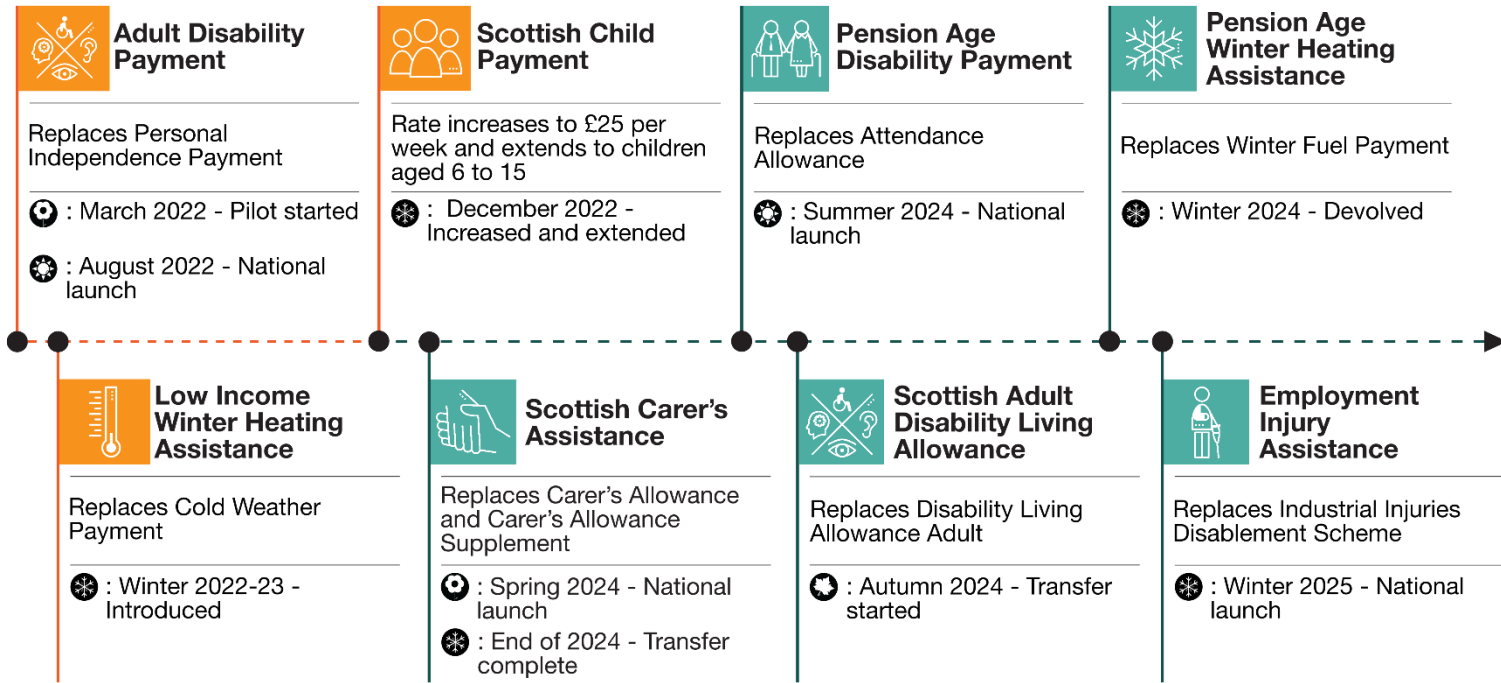 Adult Disability
Payment
Replaces Personal
Independence Payment
: March 2022 - Pilot started
: August 2022 - National
launch
Scottish Child
Payment
Rate increases to £25 per
week and extends to children
aged 6 to 15
: December 2022 -
Increased and extended
Pension Age
Disability Payment
Replaces Attendance
Allowance
: Summer 2024 - National
launch
Pension Age
Winter Heating
Assistance
Replaces Winter Fuel Payment
: Winter 2024 - Devolved
Low Income
Winter Heating
Assistance
Replaces Cold Weather
Payment
: Winter 2022-23 -
Introduced
Scottish Carer’s
Assistance
Replaces Carer’s Allowance
and Carer’s Allowance
Supplement
: Spring 2024 - National
launch
: End of 2024 - Transfer
complete
Scottish Adult
Disability Living
Allowance
Replaces Disability Living
Allowance Adult
: Autumn 2024 - Transfer
started
Employment
Injury
Assistance
Replaces Industrial Injuries
Disablement Scheme
: Winter 2025 - National
launch